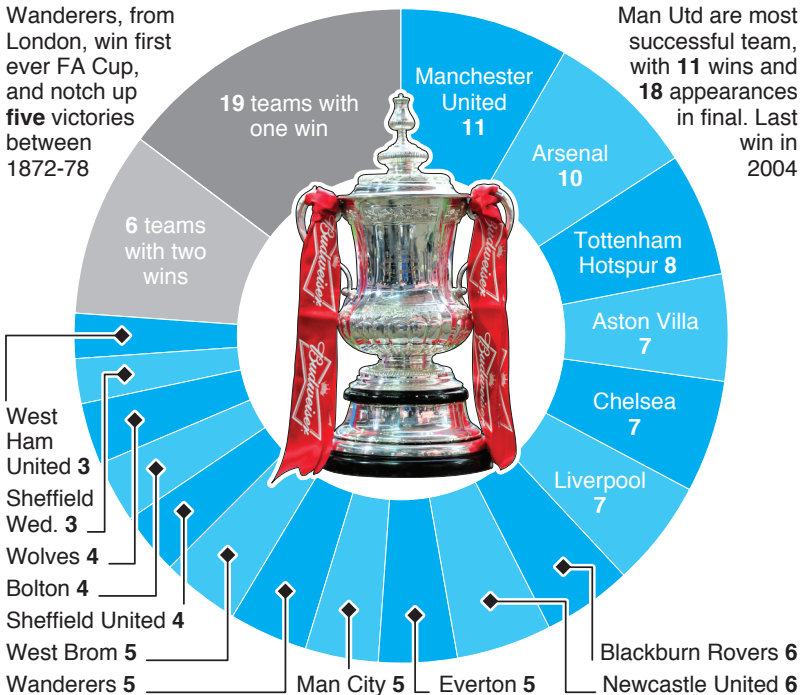 Wanderers, from
London, win first
ever FA Cup,
and notch up
five victories
between
1872-78
Man Utd are most
successful team,
with 11 wins and
18 appearances
in final. Last
win in
2004
19 teams with
one win
6 teams
with two
wins
Manchester
United
11
Arsenal
10
Tottenham
Hotspur 8
Aston Villa
7
Chelsea
7
Liverpool
7
Budweiser
Budweiser
Budweiser
Budweiser
West
Ham
United 3
Sheffield
Wed. 3
Wolves 4
Bolton 4
Sheffield United 4
West Brom 5
Wanderers 5
Man City 5
Everton 5
Blackburn Rovers 6
Newcastle United 6